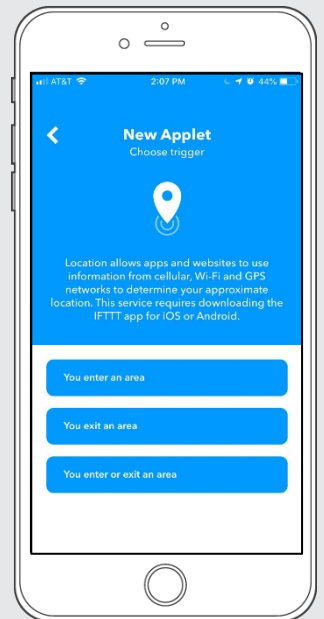 AT&T 2:07 PM 44%
New Applet
Choose trigger
Location allows apps and websites to use
information from cellular, Wi-Fi and GPS
networks to determine your approximate
location. This service requires downloading the
IFTTT app for iOS or Android.
You enter an area
You exit an area
You enter or exit an area